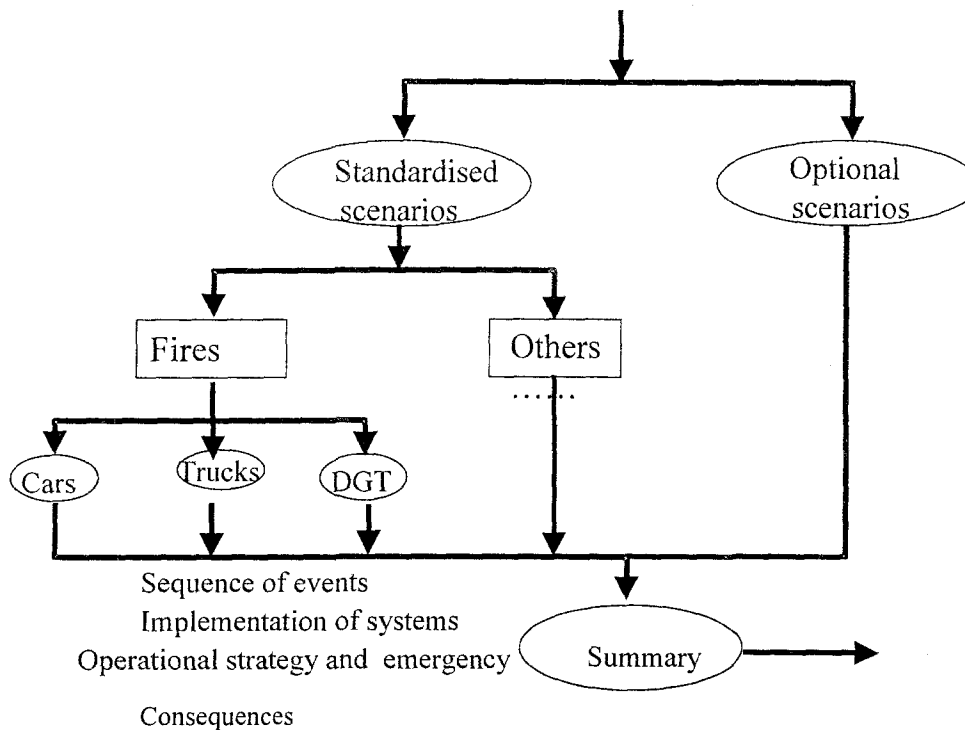 Standardised
scenarios
Optional
scenarios
Fires
Others
......
Cars
Trucks
DGT
Sequence of events
Implementation of systems
Operational strategy and emergency
Summary
Consequences